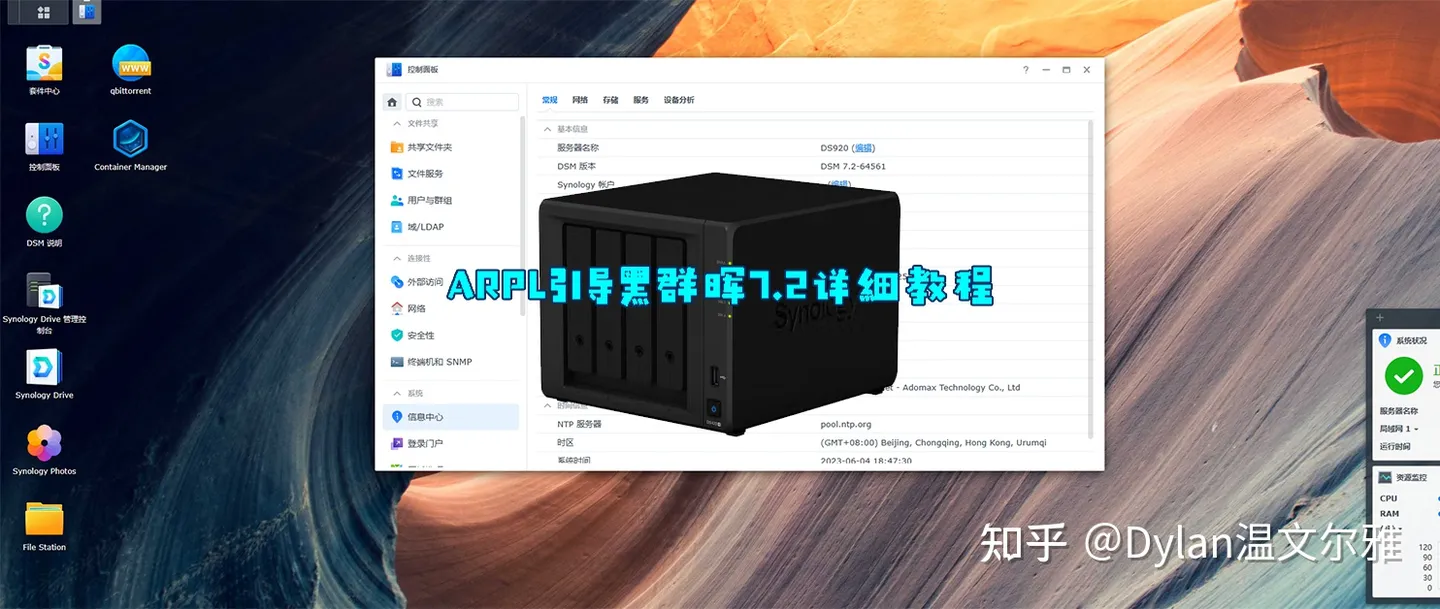 套件中心
qbittorrent
控制面板
Container Manager
DSM 说明
Synology Drive 管理控
制台
Synology Drive
Synology Photos
File Station
控制面板
搜索
文件共享
共享文件夹
文件服务
用户与群组
域/LDAP
连接性
外部访问
网络
安全性
终端机和 SNMP
系统
信息中心
登录门户
常规 网络 存储 服务 设备分析
基本信息
服务器名称 DS920 (编辑)
DSM 版本 DSM 7.2-64561
Synology 帐户 (编辑)
ARPL引导黑群晖7.2详细教程
Synology
- Adomax Technology Co., Ltd
时间信息
NTP 服务器 pool.ntp.org
时区 (GMT+08:00) Beijing, Chongqing, Hong Kong, Urumqi
系统时间 2023-06-04 18:47:30
系统状况
服务器名称
局域网 1
运行时间
资源监控
CPU
RAM
120
90
60
30
0
知乎 @Dylan温文尔雅